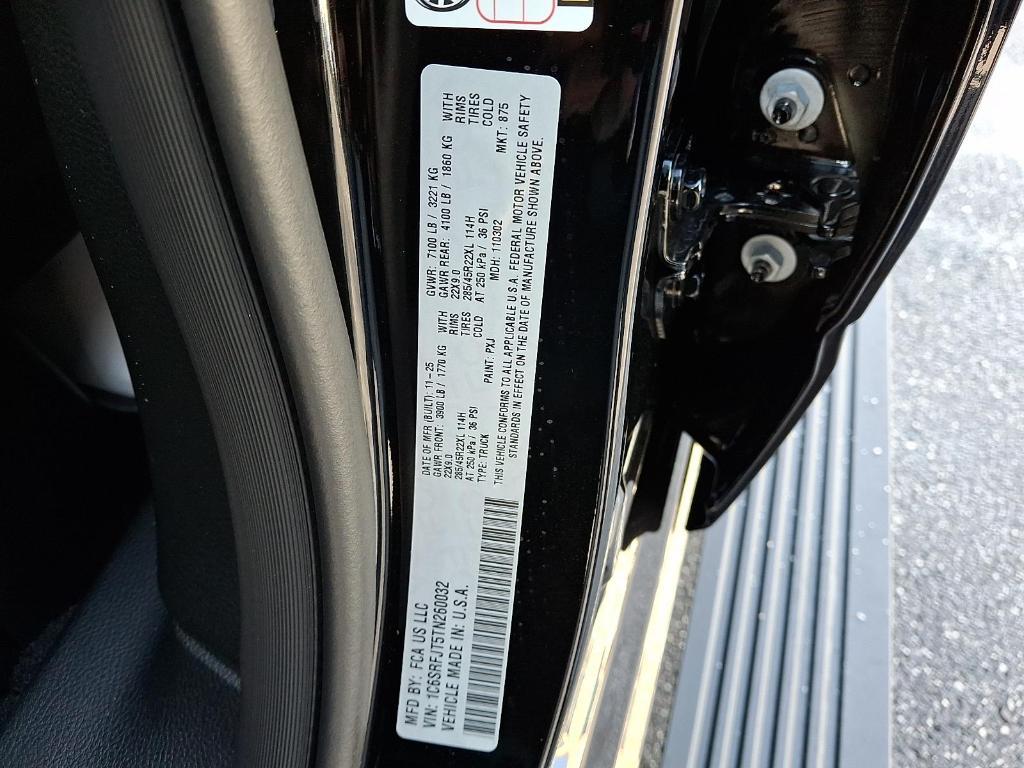 MFD BY: FCA US LLC
VIN: 1C6SRFJT5TN260032
VEHICLE MADE IN: U.S.A.
DATE OF MFR (BUILT): 11-25
GAWR FRONT: 3900 LB / 1770 KG WITH
22X9.0 RIMS
285/45R22XL 114H TIRES
AT 250 kPa / 36 PSI COLD
TYPE: TRUCK PAINT: PXJ
GVWR: 7100 LB / 3221 KG
GAWR REAR: 4100 LB / 1860 KG WITH
22X9.0 RIMS
285/45R22XL 114H TIRES
AT 250 kPa / 36 PSI COLD
MDH: 110302 MKT: 875
THIS VEHICLE CONFORMS TO ALL APPLICABLE U.S.A. FEDERAL MOTOR VEHICLE SAFETY
STANDARDS IN EFFECT ON THE DATE OF MANUFACTURE SHOWN ABOVE.